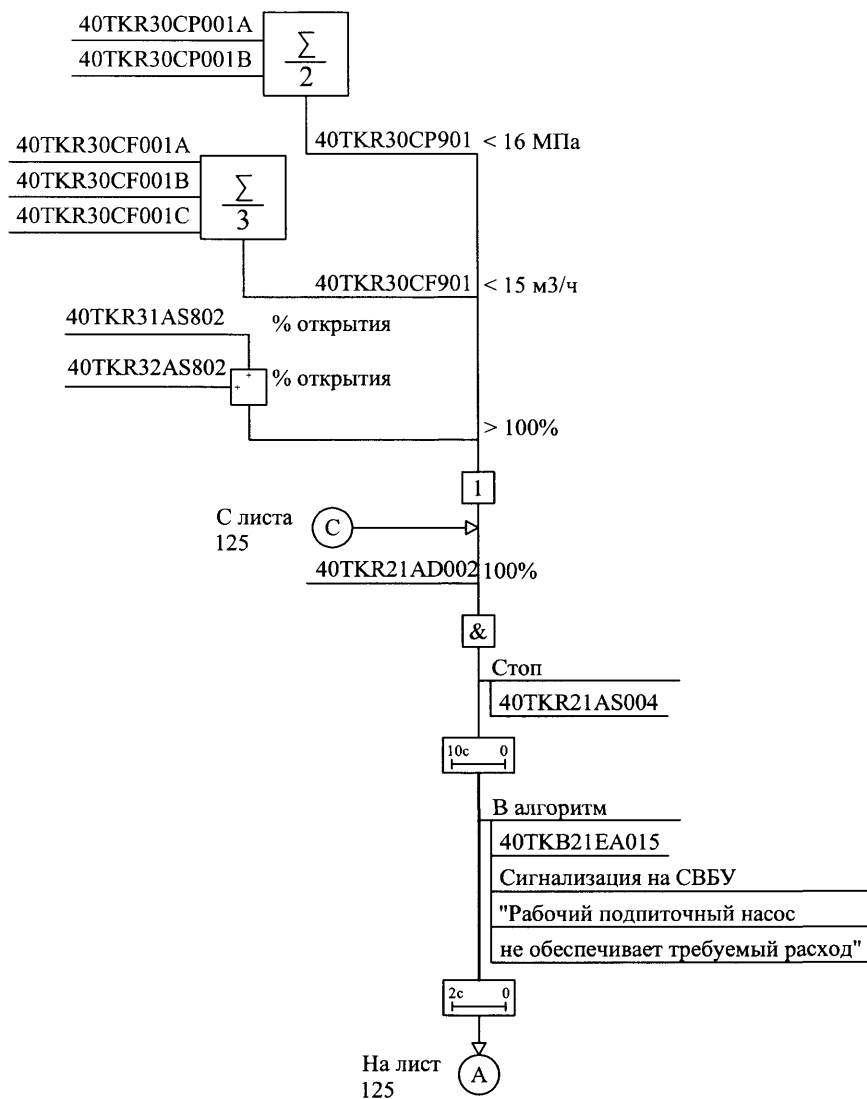 40TKR30CP001A
40TKR30CP001B
Σ
2
40TKR30CP901 < 16 МПа
40TKR30CF001A
40TKR30CF001B
40TKR30CF001C
Σ
3
40TKR30CF901 < 15 м3/ч
40TKR31AS802 % открытия
40TKR32AS802 % открытия
+
+
> 100%
1
С листа
125
C
40TKR21AD002 100%
&
Стоп
40TKR21AS004
10с 0
В алгоритм
40TKB21EA015
Сигнализация на СВБУ
"Рабочий подпиточный насос
не обеспечивает требуемый расход"
2с 0
На лист
125
А